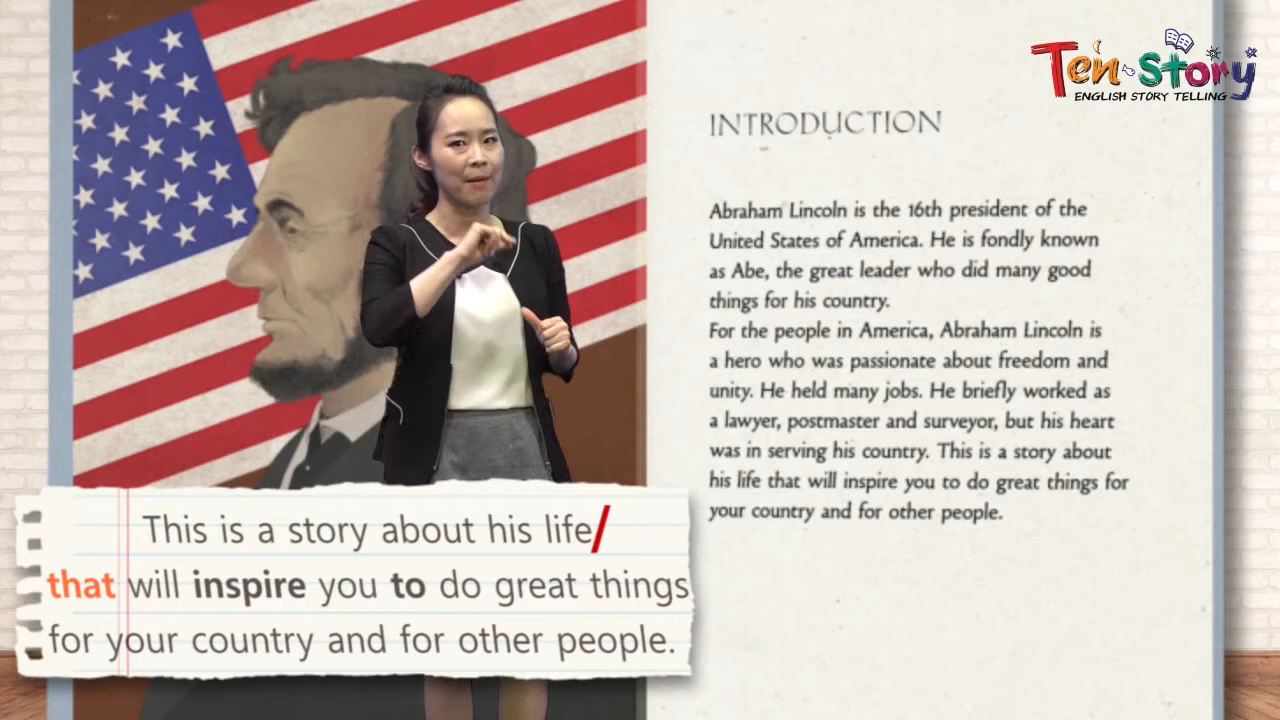 Ten Story
ENGLISH STORY TELLING
INTRODUCTION
Abraham Lincoln is the 16th president of the
United States of America. He is fondly known
as Abe, the great leader who did many good
things for his country.
For the people in America, Abraham Lincoln is
a hero who was passionate about freedom and
unity. He held many jobs. He briefly worked as
a lawyer, postmaster and surveyor, but his heart
was in serving his country. This is a story about
his life that will inspire you to do great things for
your country and for other people.
This is a story about his life/
that will inspire you to do great things
for your country and for other people.